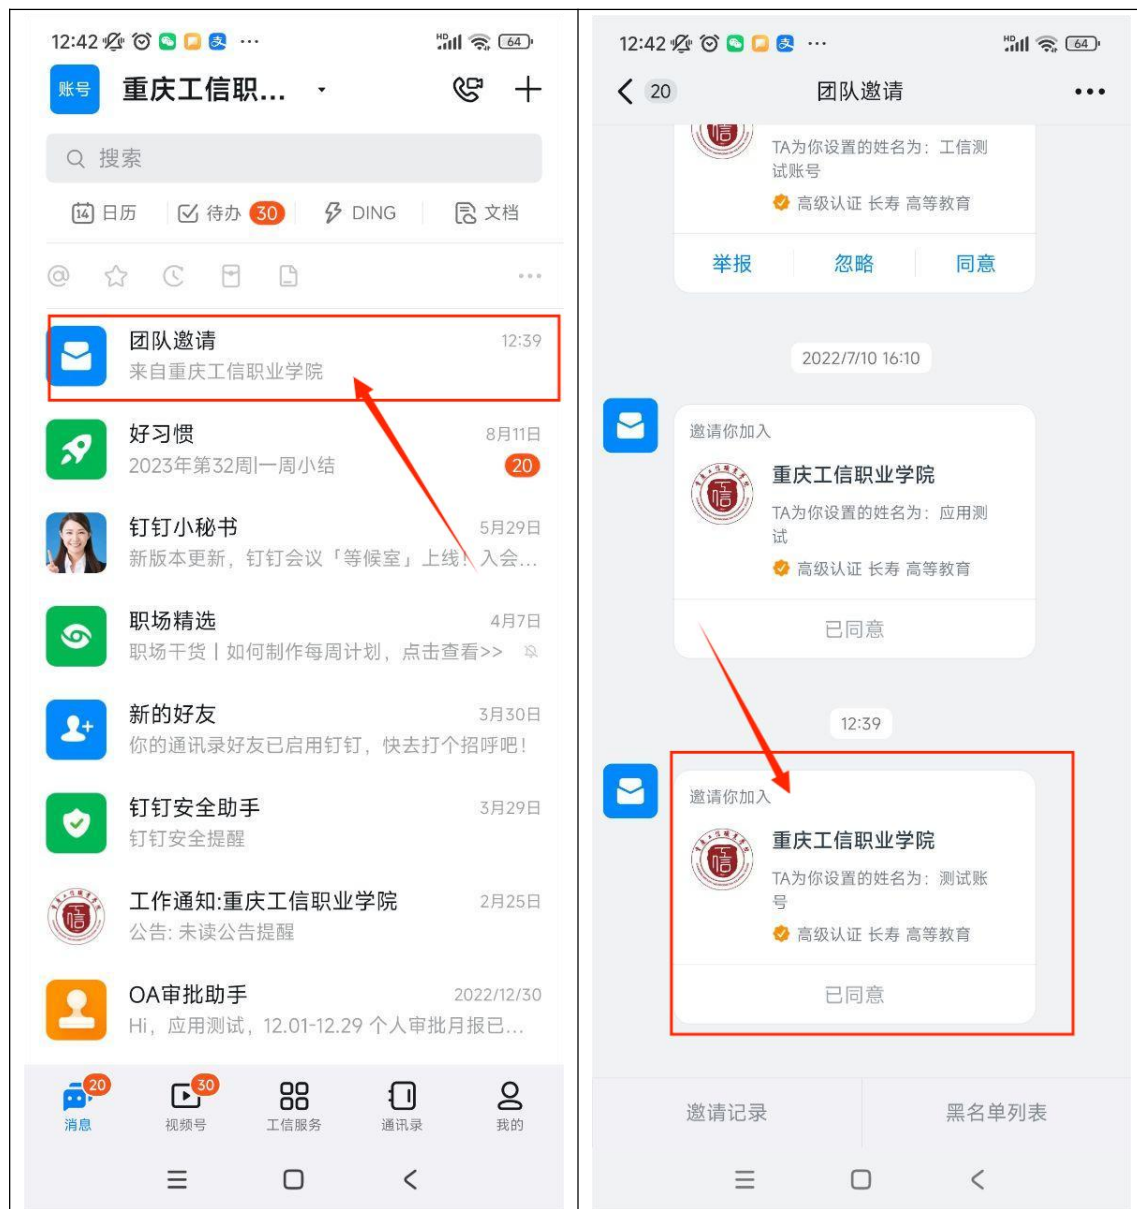 12:42
HD
64
账号
重庆工信职...
搜索
14 日历
待办 30
DING
文档
团队邀请
12:39
来自重庆工信职业学院
好习惯
8月11日
2023年第32周|一周小结
20
钉钉小秘书
5月29日
新版本更新，钉钉会议「等候室」上线！入会...
职场精选
4月7日
职场干货丨如何制作每周计划，点击查看>>
新的好友
3月30日
你的通讯录好友已启用钉钉，快去打个招呼吧！
钉钉安全助手
3月29日
钉钉安全提醒
工作通知:重庆工信职业学院
2月25日
公告: 未读公告提醒
OA审批助手
2022/12/30
Hi，应用测试，12.01-12.29 个人审批月报已...
20
30
消息
视频号
工信服务
通讯录
我的
12:42
HD
64
20
团队邀请
TA为你设置的姓名为：工信测
试账号
高级认证 长寿 高等教育
举报
忽略
同意
2022/7/10 16:10
邀请你加入
重庆工信职业学院
TA为你设置的姓名为：应用测
试
高级认证 长寿 高等教育
已同意
12:39
邀请你加入
重庆工信职业学院
TA为你设置的姓名为：测试账
号
高级认证 长寿 高等教育
已同意
邀请记录
黑名单列表